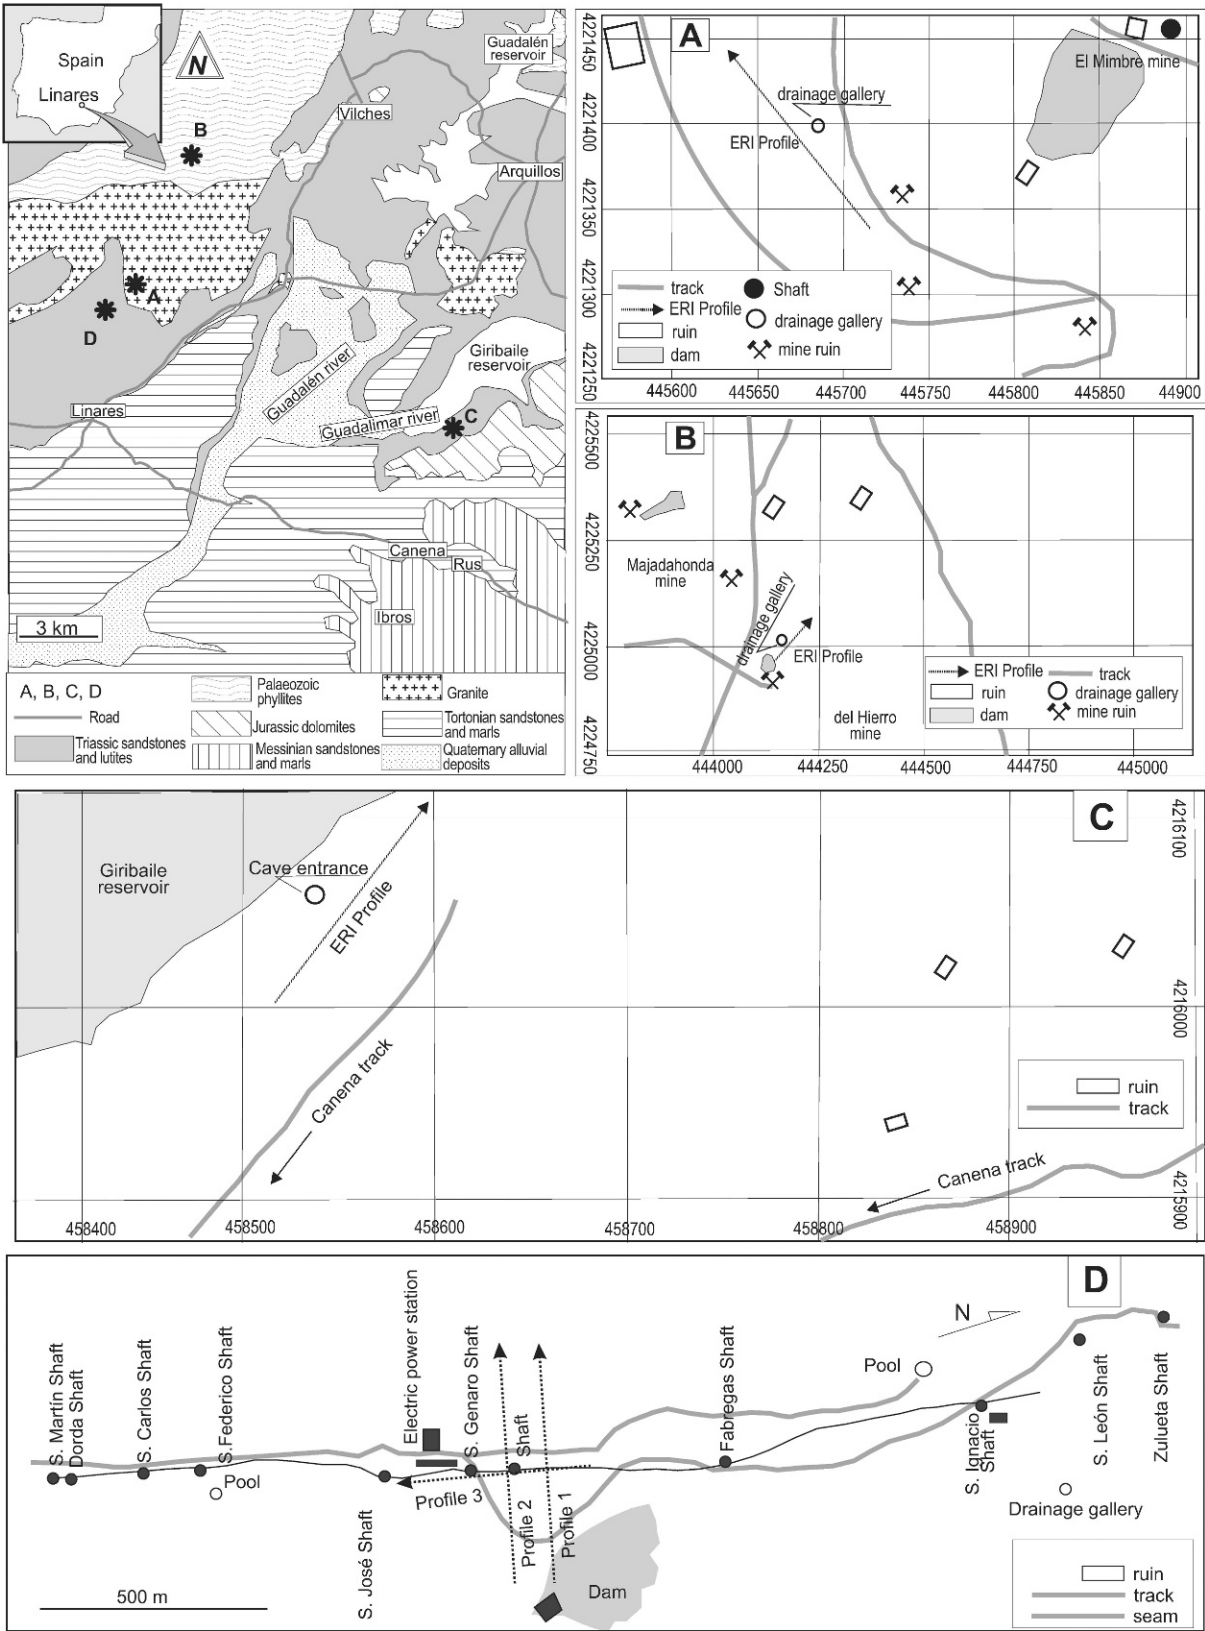 Spain
Linares
N
B
Guadalén
reservoir
Vilches
Arquillos
A
D
Giribaile
reservoir
Linares
Guadalén river
Guadalimar river
C
Canena
Rus
Ibros
3 km
A, B, C, D
Road
Triassic sandstones
and lutites
Palaeozoic
phyllites
Jurassic dolomites
Messinian sandstones
and marls
Granite
Tortonian sandstones
and marls
Quaternary alluvial
deposits
A
4221450
4221400
4221350
4221300
4221250
El Mimbre mine
drainage gallery
ERI Profile
track
ERI Profile
ruin
dam
Shaft
drainage gallery
mine ruin
445600
445650
445700
445750
445800
445850
444900
B
4225500
4225250
4225000
4224750
Majadahonda
mine
drainage gallery
ERI Profile
del Hierro
mine
ERI Profile
ruin
dam
track
drainage gallery
mine ruin
444000
444250
444500
444750
445000
C
Giribaile
reservoir
Cave entrance
ERI Profile
Canena track
4216100
4216000
4215900
ruin
track
Canena track
458400
458500
458600
458700
458800
458900
D
N
S. Martín Shaft
Dorda Shaft
S. Carlos Shaft
S.Federico Shaft
Pool
Electric power station
S. José Shaft
S. Genaro Shaft
Shaft
Profile 3
Profile 2
Profile 1
Dam
Fabregas Shaft
Pool
S. Ignacio
Shaft
S. León Shaft
Zulueta Shaft
Drainage gallery
500 m
ruin
track
seam